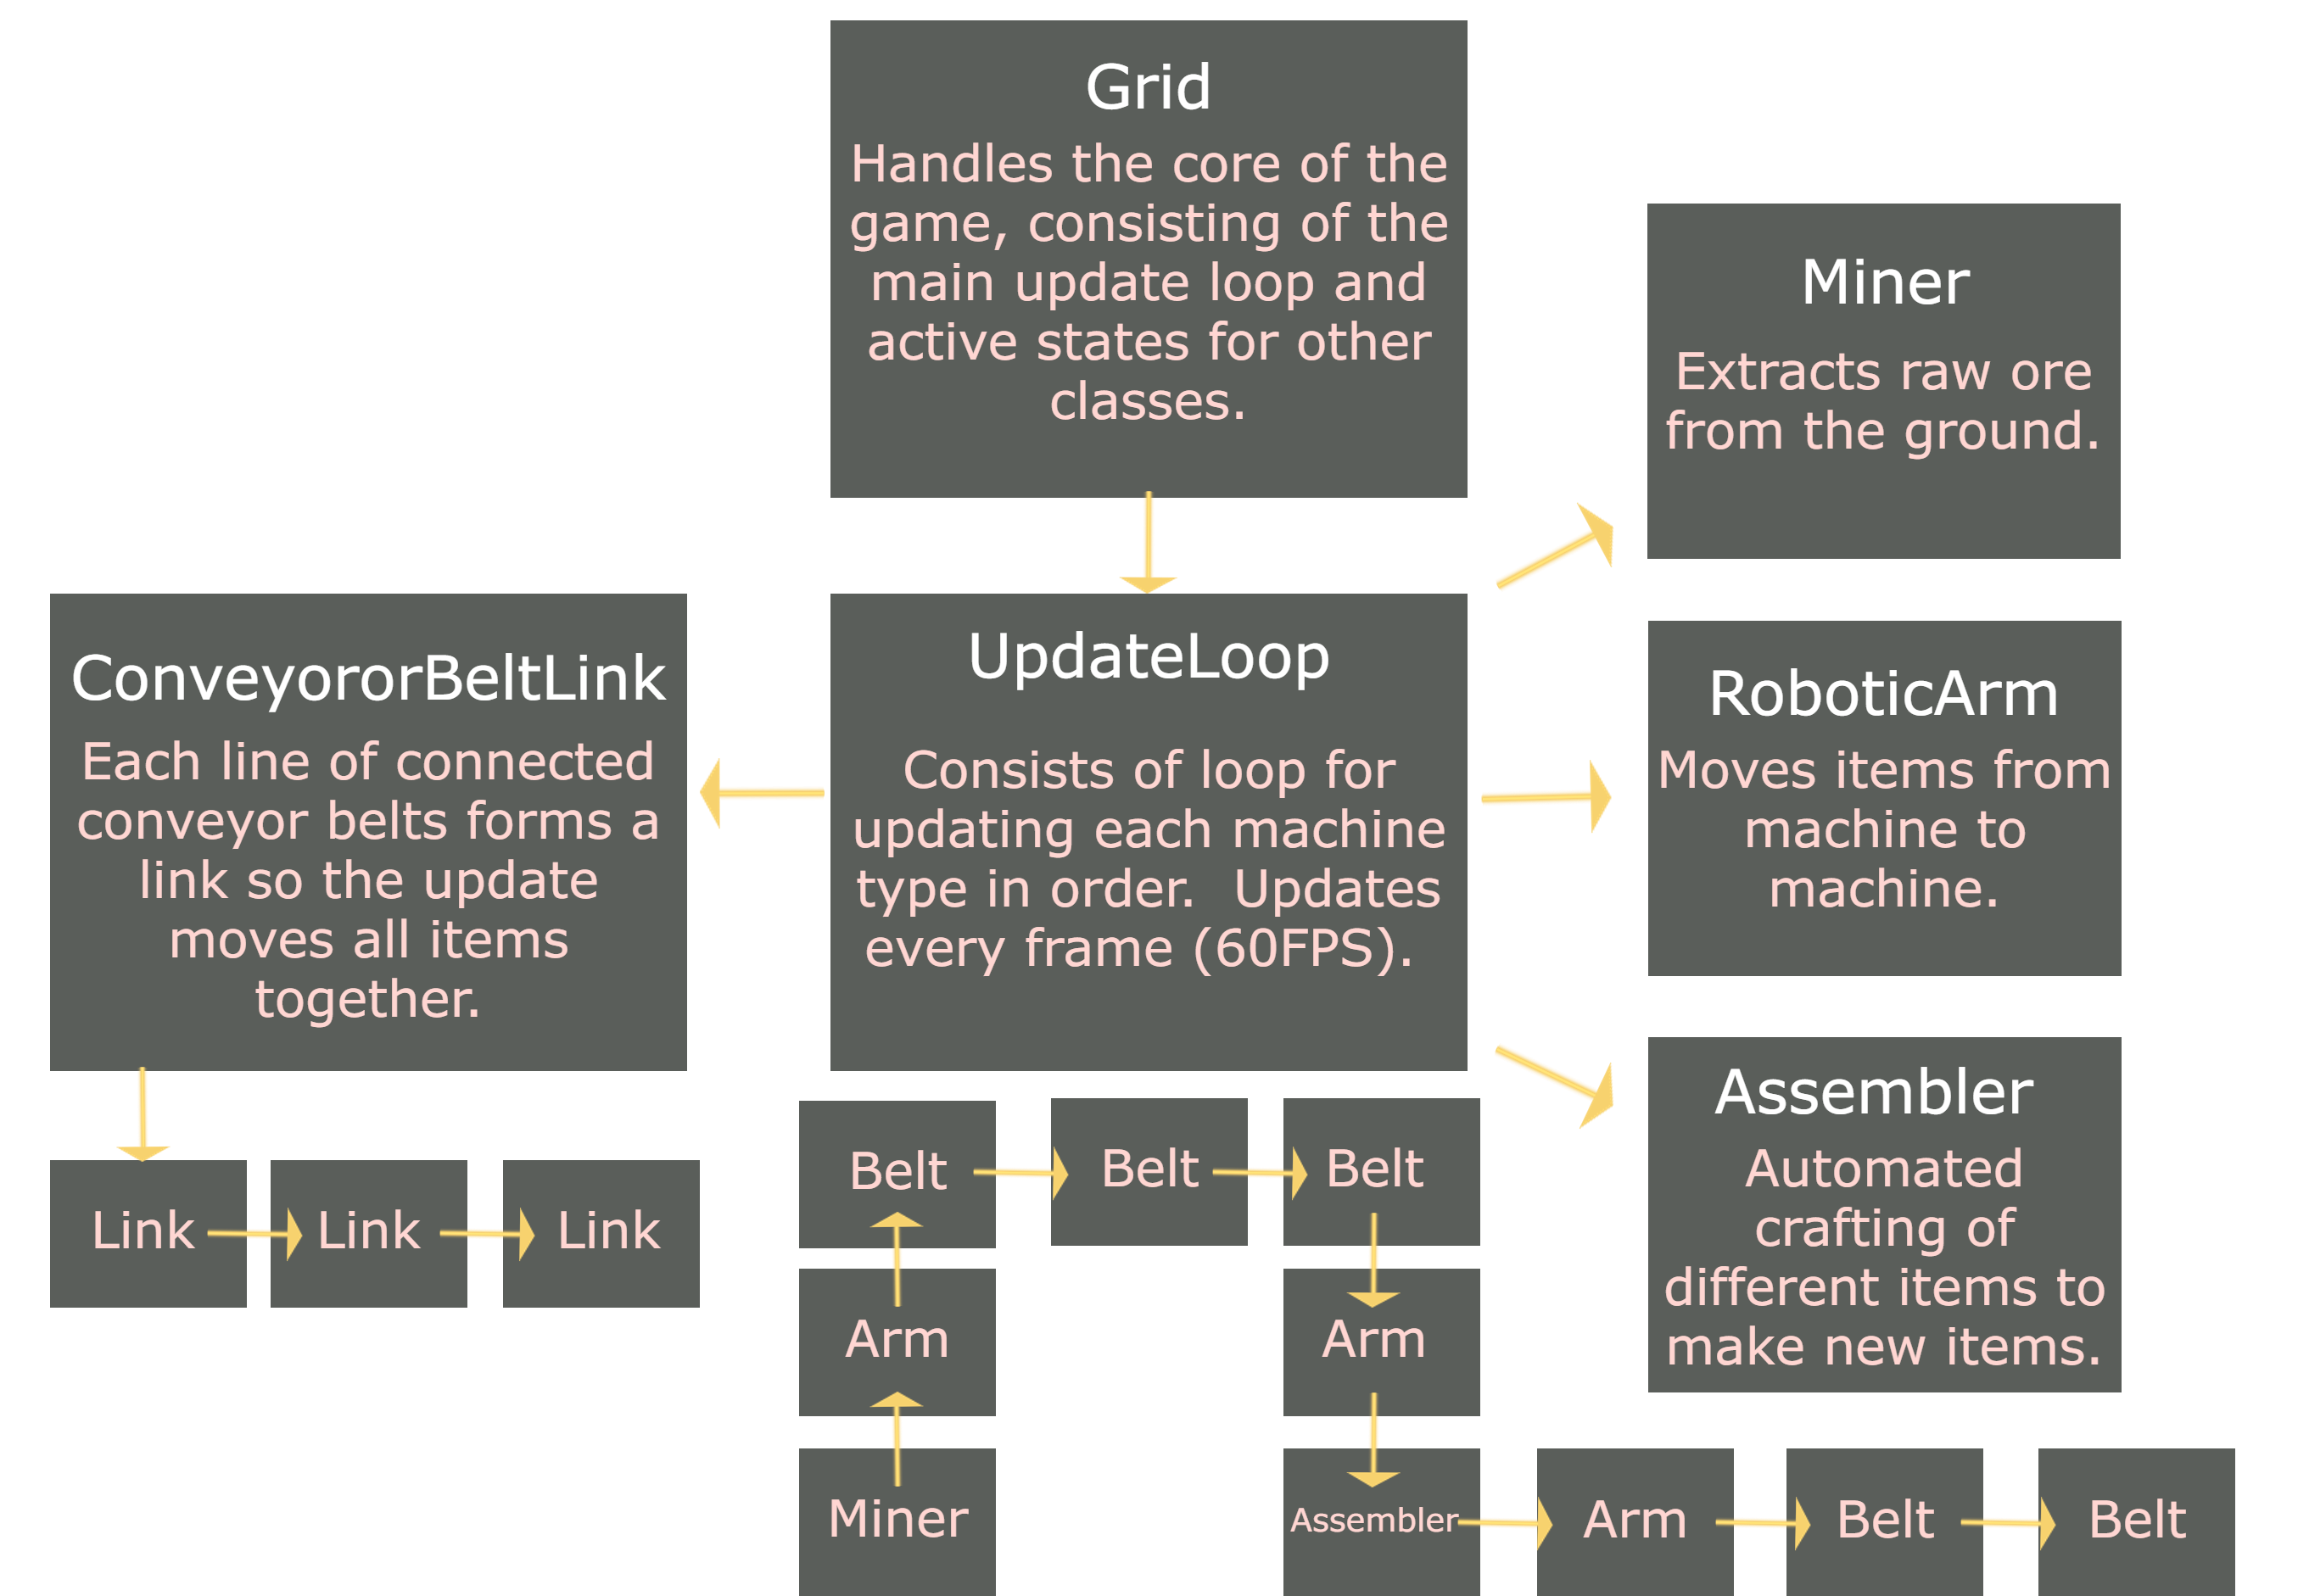 Grid
Handles the core of the
game, consisting of the
main update loop and
active states for other
classes.
Miner
Extracts raw ore
from the ground.
ConveyororBeltLink
Each line of connected
conveyor belts forms a
link so the update
moves all items
together.
UpdateLoop
Consists of loop for
updating each machine
type in order.  Updates
every frame (60FPS).
RoboticArm
Moves items from
machine to
machine.
Assembler
Automated
crafting of
different items to
make new items.
Link
Link
Link
Belt
Belt
Belt
Arm
Arm
Miner
Assembler
Arm
Belt
Belt